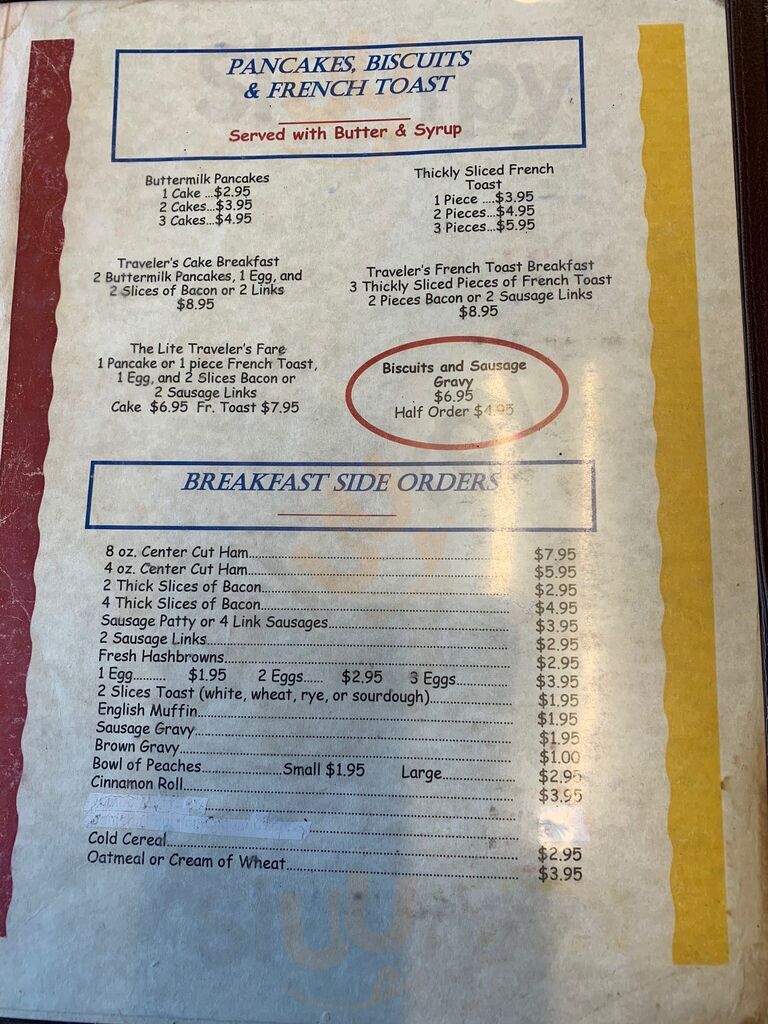 PANCAKES, BISCUITS
& FRENCH TOAST
Served with Butter & Syrup
Buttermilk Pancakes
1 Cake ...$2.95
2 Cakes...$3.95
3 Cakes...$4.95
Thickly Sliced French
Toast
1 Piece ....$3.95
2 Pieces...$4.95
3 Pieces...$5.95
Traveler's Cake Breakfast
2 Buttermilk Pancakes, 1 Egg, and
2 Slices of Bacon or 2 Links
$8.95
Traveler's French Toast Breakfast
3 Thickly Sliced Pieces of French Toast
2 Pieces Bacon or 2 Sausage Links
$8.95
The Lite Traveler's Fare
1 Pancake or 1 piece French Toast,
1 Egg, and 2 Slices Bacon or
2 Sausage Links
Cake $6.95 Fr. Toast $7.95
Biscuits and Sausage
Gravy
$6.95
Half Order $4.95
BREAKFAST SIDE ORDERS
8 oz. Center Cut Ham $7.95
4 oz. Center Cut Ham $5.95
2 Thick Slices of Bacon $2.95
4 Thick Slices of Bacon $4.95
Sausage Patty or 4 Link Sausages $3.95
2 Sausage Links $2.95
Fresh Hashbrowns $2.95
1 Egg.......... $1.95 2 Eggs...... $2.95 3 Eggs $3.95
2 Slices Toast (white, wheat, rye, or sourdough) $1.95
English Muffin $1.95
Sausage Gravy $1.95
Brown Gravy $1.00
Bowl of Peaches Small $1.95 Large $2.95
Cinnamon Roll $3.95
Cold Cereal $2.95
Oatmeal or Cream of Wheat $3.95